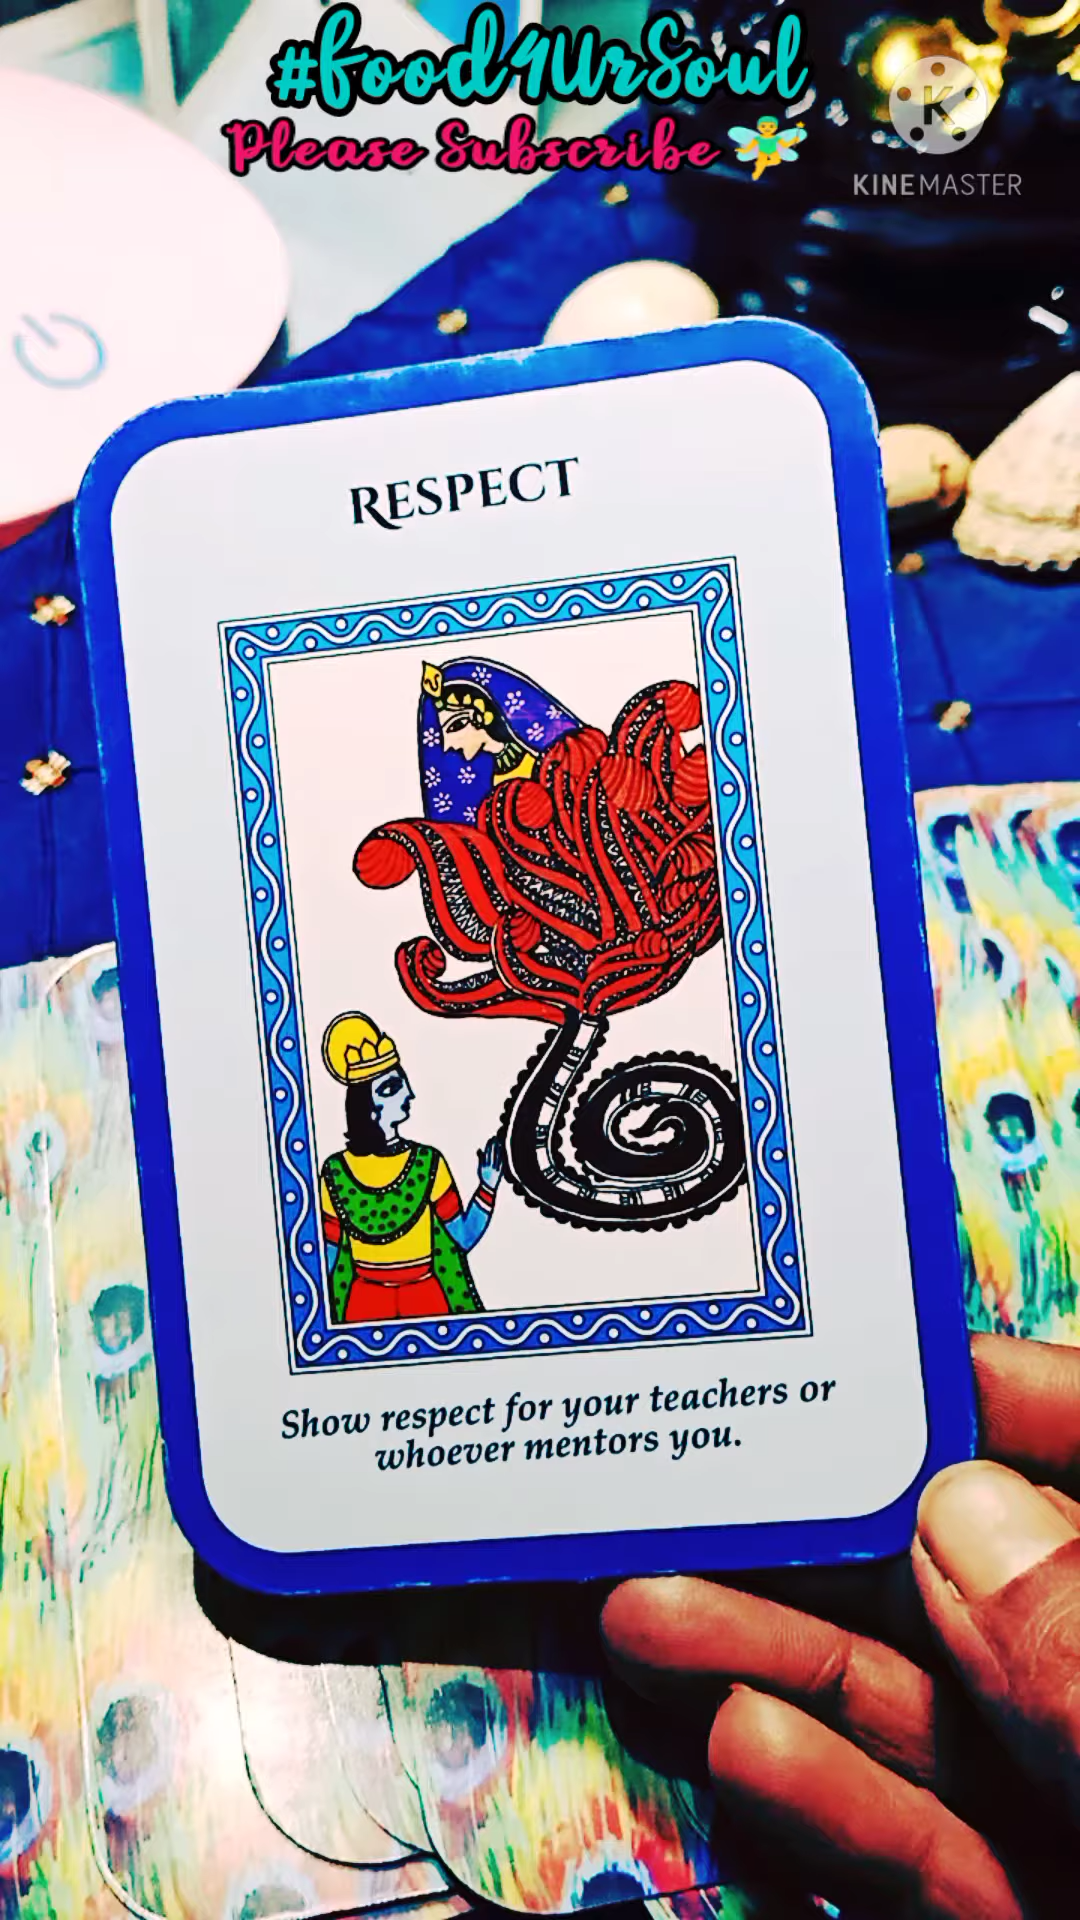 #Food4UrSoul
Please Subscribe
K
KINEMASTER
RESPECT
Show respect for your teachers or
whoever mentors you.